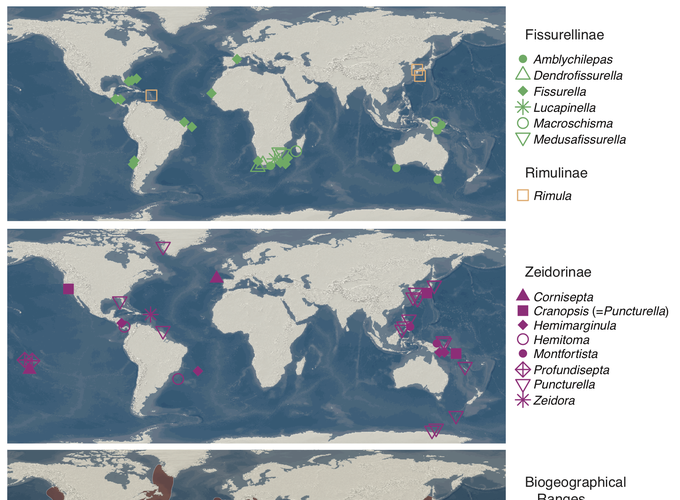 Fissurellinae
Amblychilepas
Dendrofissurella
Fissurella
Lucapinella
Macroschisma
Medusafissurella
Rimulinae
Rimula
Zeidorinae
Cornisepta
Cranopsis (=Puncturella)
Hemimarginula
Hemitoma
Montfortista
Profundisepta
Puncturella
Zeidora
Biogeographical
Ranges